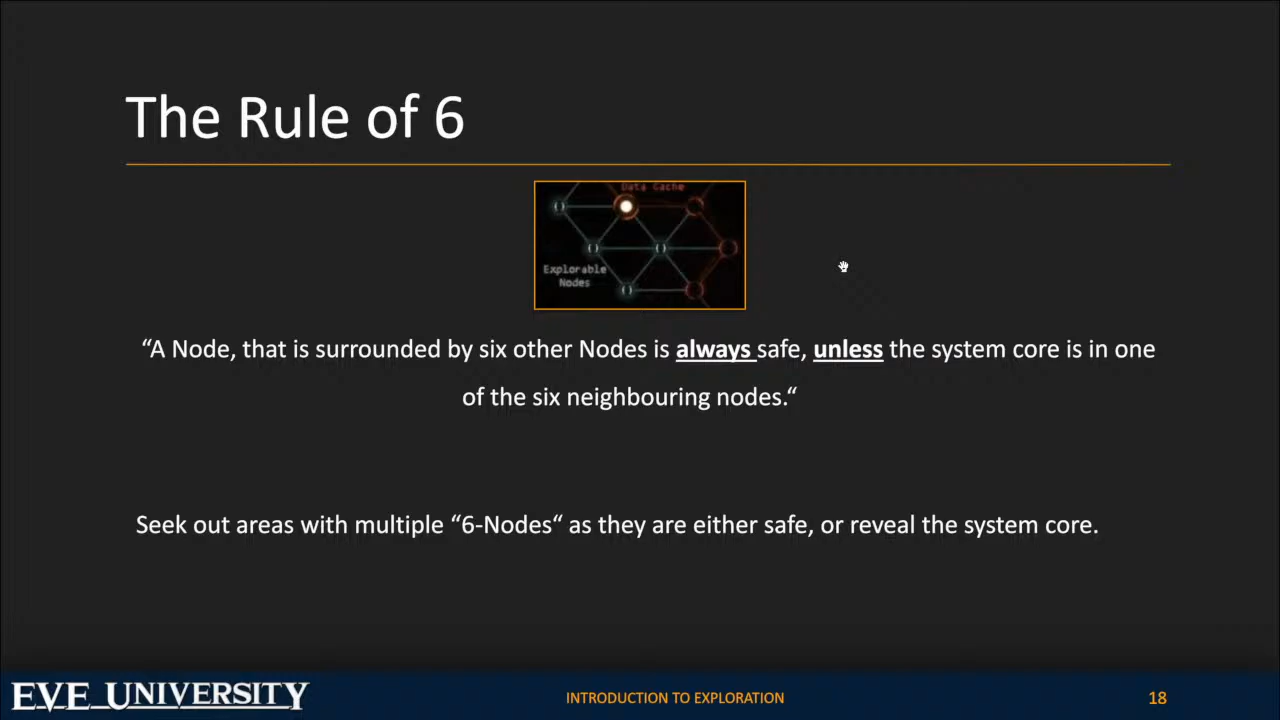 The Rule of 6
Data Cache
Explorable
Nodes
“A Node, that is surrounded by six other Nodes is always safe, unless the system core is in one
of the six neighbouring nodes.“
Seek out areas with multiple “6-Nodes“ as they are either safe, or reveal the system core.
EVE UNIVERSITY
INTRODUCTION TO EXPLORATION
18